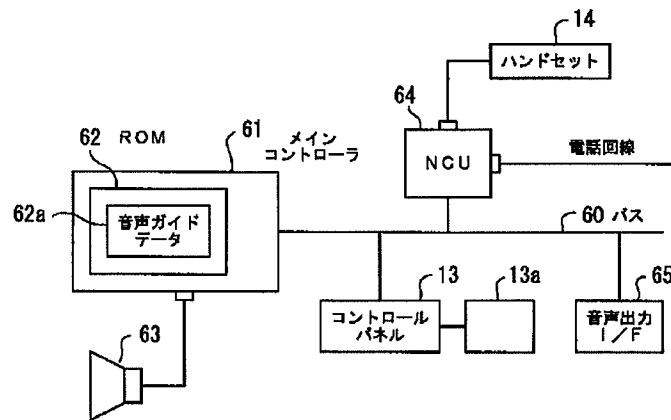 14
ハンドセット
64
NCU
電話回線
61
メイン
コントローラ
62
ROM
62a
音声ガイド
データ
60 バス
13
コントロール
パネル
13a
65
音声出力
I/F
63